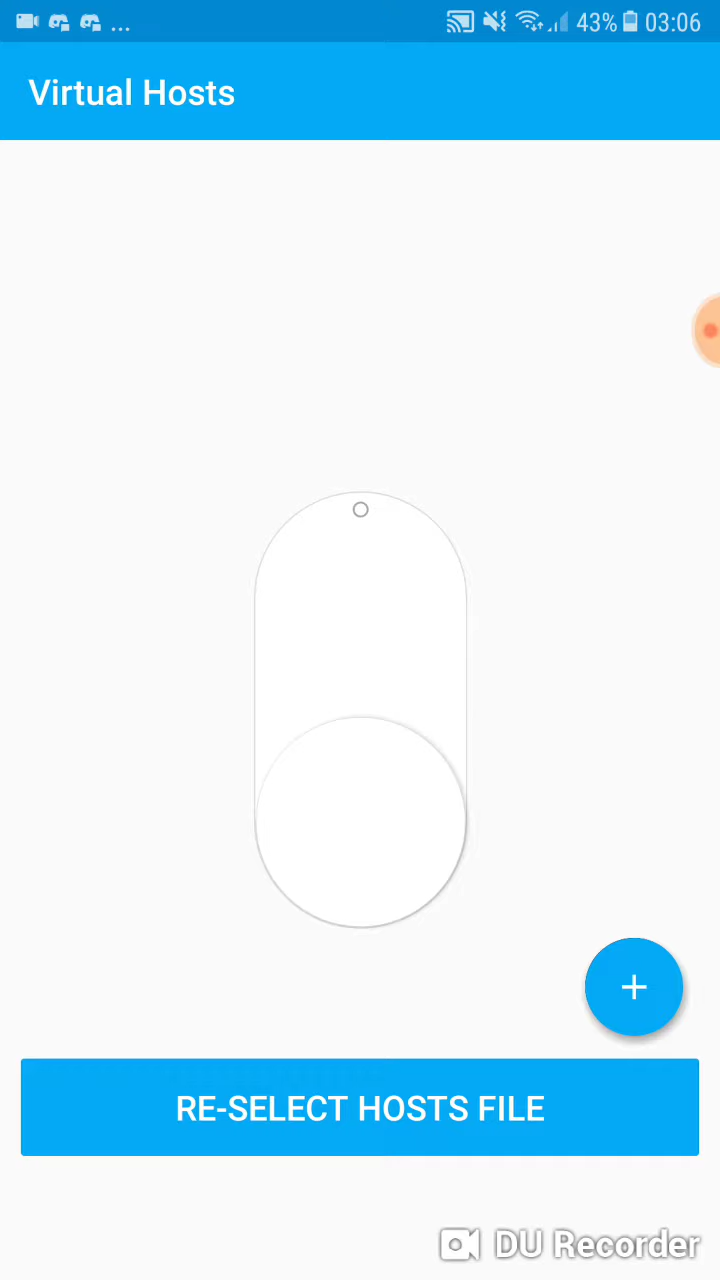 ... 43% 03:06
Virtual Hosts
+
RE-SELECT HOSTS FILE
DU Recorder